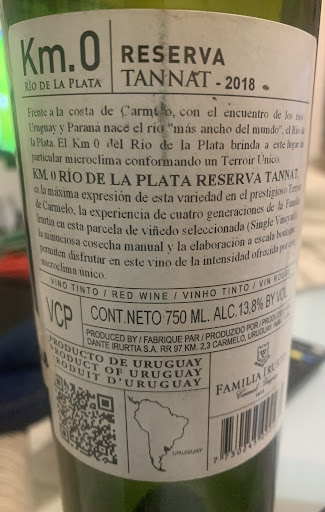 Km.0
RÍO DE LA PLATA
RESERVA
TANNAT - 2018
Frente a la costa de Carmelo, con el encuentro de los ríos
Uruguay y Paraná nace el río "más ancho del mundo", el Río de
la Plata. El Km 0 del Río de la Plata brinda a este lugar un
particular microclima conformando un Terroir Único.
KM. 0 RÍO DE LA PLATA RESERVA TANNAT,
es la máxima expresión de esta variedad en el prestigioso Terroir
de Carmelo, la experiencia de cuatro generaciones de la Familia
Irurtia en esta parcela de viñedo seleccionada (Single Vineyard)
la minuciosa cosecha manual y la elaboración a escala boutique
permiten disfrutar en este vino de la intensidad ofrecida por este
microclima único.
VINO TINTO / RED WINE / VINHO TINTO / VIN ROUGE
VCP
CONT.NETO 750 ML. ALC.13,8% BY VOL
PRODUCED BY / FABRIQUE PAR / PRODUZIDO POR /
DANTE IRURTIA S.A. RR 97 KM. 2,3 CARMELO, URUGUAY.
PRODUCTO DE URUGUAY
PRODUCT OF URUGUAY
PRODUIT D'URUGUAY
FAMILIA IRURTIA
URUGUAY